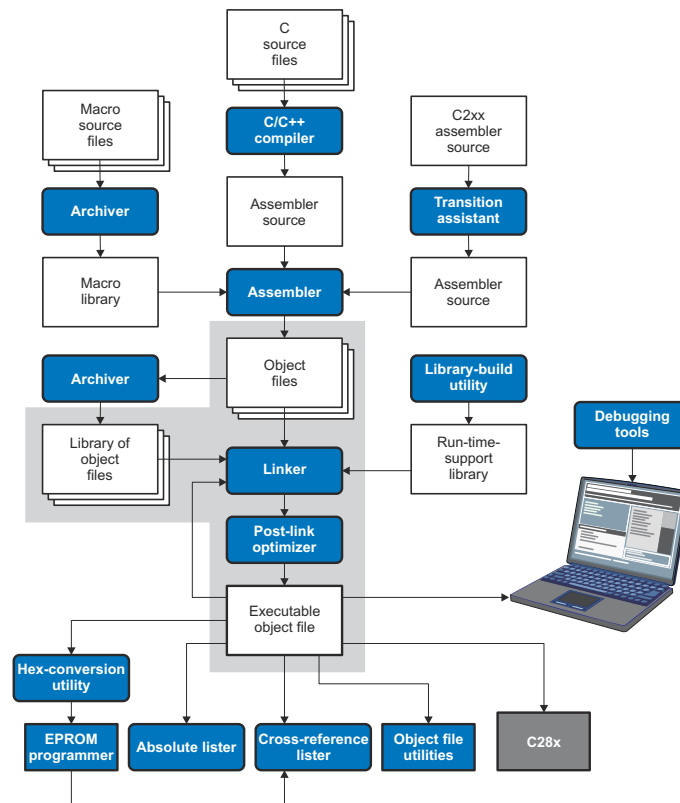 C
source
files
Macro
source
files
C/C++
compiler
C2xx
assembler
source
Archiver
Assembler
source
Transition
assistant
Macro
library
Assembler
Assembler
source
Archiver
Object
files
Library-build
utility
Debugging
tools
Library of
object
files
Linker
Run-time-
support
library
Post-link
optimizer
Executable
object file
Hex-conversion
utility
EPROM
programmer
Absolute lister
Cross-reference
lister
Object file
utilities
C28x